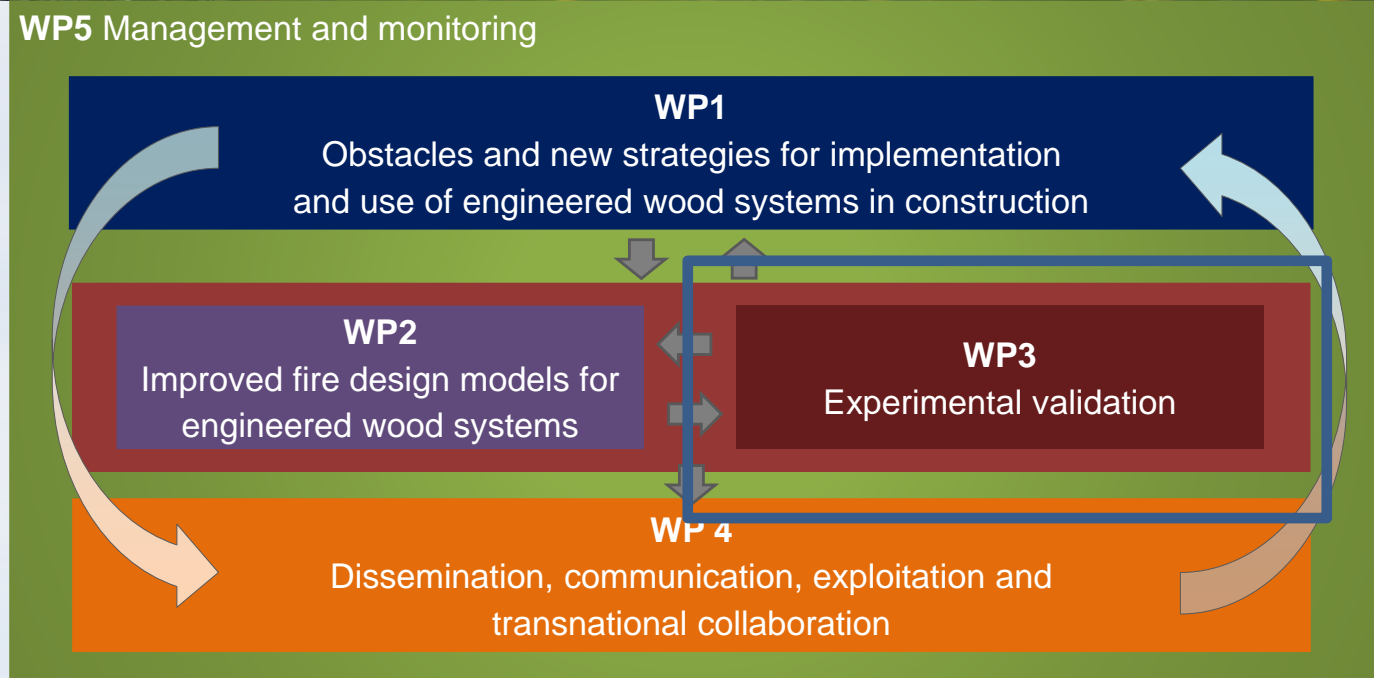 WP5 Management and monitoring
WP1
Obstacles and new strategies for implementation
and use of engineered wood systems in construction
WP2
Improved fire design models for
engineered wood systems
WP3
Experimental validation
WP 4
Dissemination, communication, exploitation and
transnational collaboration